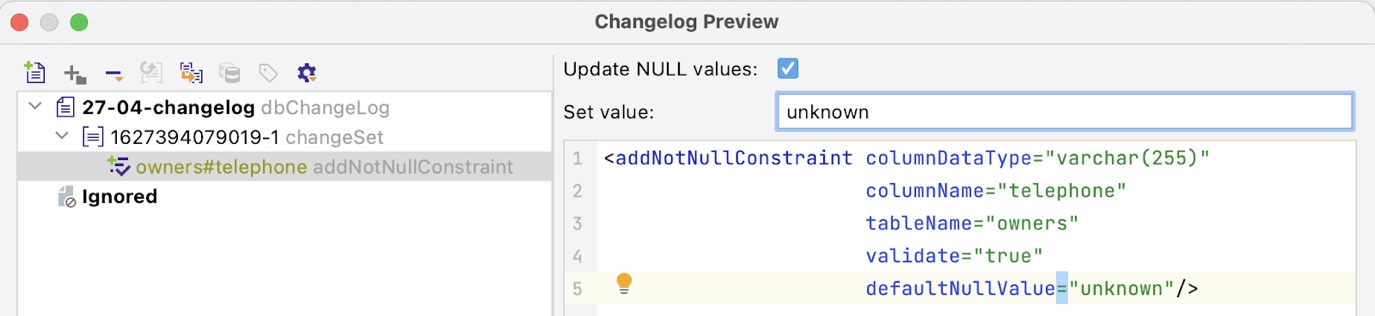 Changelog Preview
27-04-changelog dbChangeLog
1627394079019-1 changeSet
owners#telephone addNotNullConstraint
Ignored
Update NULL values:
Set value: unknown
1 <addNotNullConstraint columnDataType="varchar(255)"
2 columnName="telephone"
3 tableName="owners"
4 validate="true"
5 defaultNullValue="unknown"/>